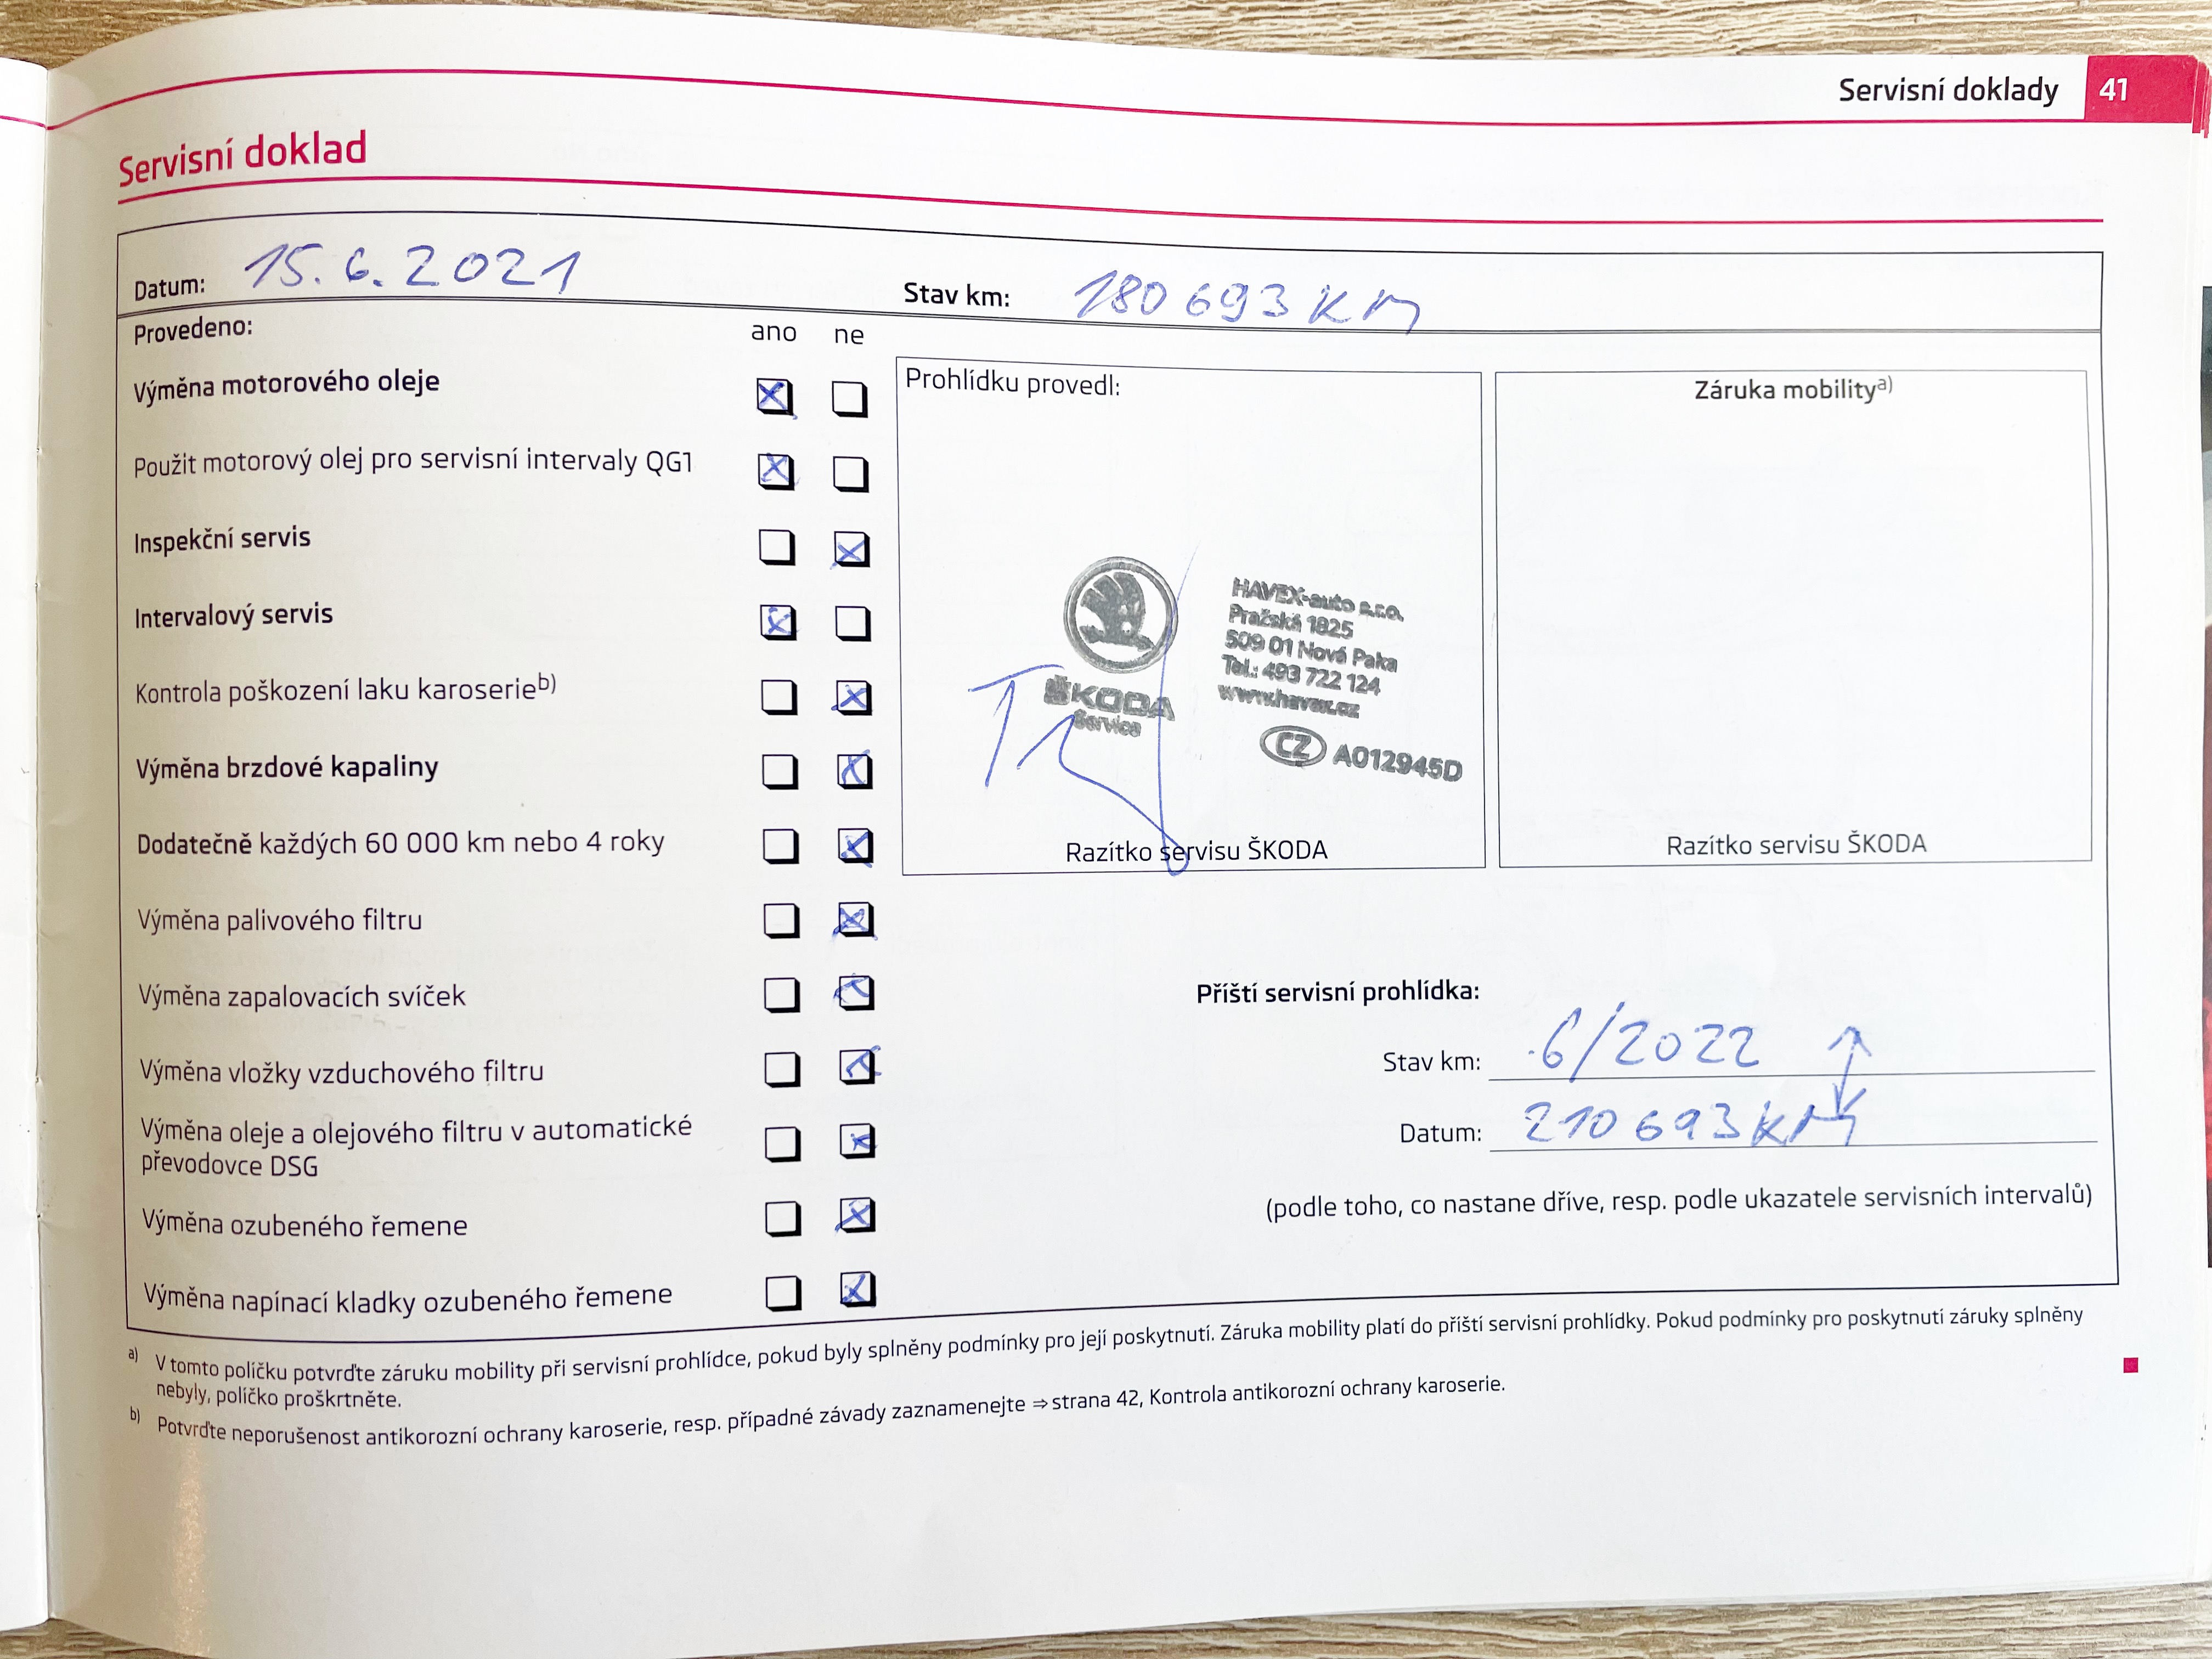 Servisní doklady 41
Servisní doklad
Datum: 15.6.2021
Stav km: 180 693 KM
Provedeno: ano ne
Výměna motorového oleje
Použit motorový olej pro servisní intervaly QG1
Inspekční servis
Intervalový servis
Kontrola poškození laku karoserie b)
Výměna brzdové kapaliny
Dodatečně každých 60 000 km nebo 4 roky
Výměna palivového filtru
Výměna zapalovacích svíček
Výměna vložky vzduchového filtru
Výměna oleje a olejového filtru v automatické
převodovce DSG
Výměna ozubeného řemene
Výměna napínací kladky ozubeného řemene
Prohlídku provedl:
ŠKODA
Service
HAVEX-auto s.r.o.
Pražská 1825
509 01 Nová Paka
Tel.: 493 722 124
www.havex.cz
CZ A012945D
Razítko servisu ŠKODA
Záruka mobility a)
Razítko servisu ŠKODA
Příští servisní prohlídka:
Stav km: 6/2022
Datum: 210 693 KM
(podle toho, co nastane dříve, resp. podle ukazatele servisních intervalů)
a) V tomto políčku potvrďte záruku mobility při servisní prohlídce, pokud byly splněny podmínky pro její poskytnutí. Záruka mobility platí do příští servisní prohlídky. Pokud podmínky pro poskytnutí záruky splněny
nebyly, políčko proškrtněte.
b) Potvrďte neporušenost antikorozní ochrany karoserie, resp. případné závady zaznamenejte ⇒ strana 42, Kontrola antikorozní ochrany karoserie.